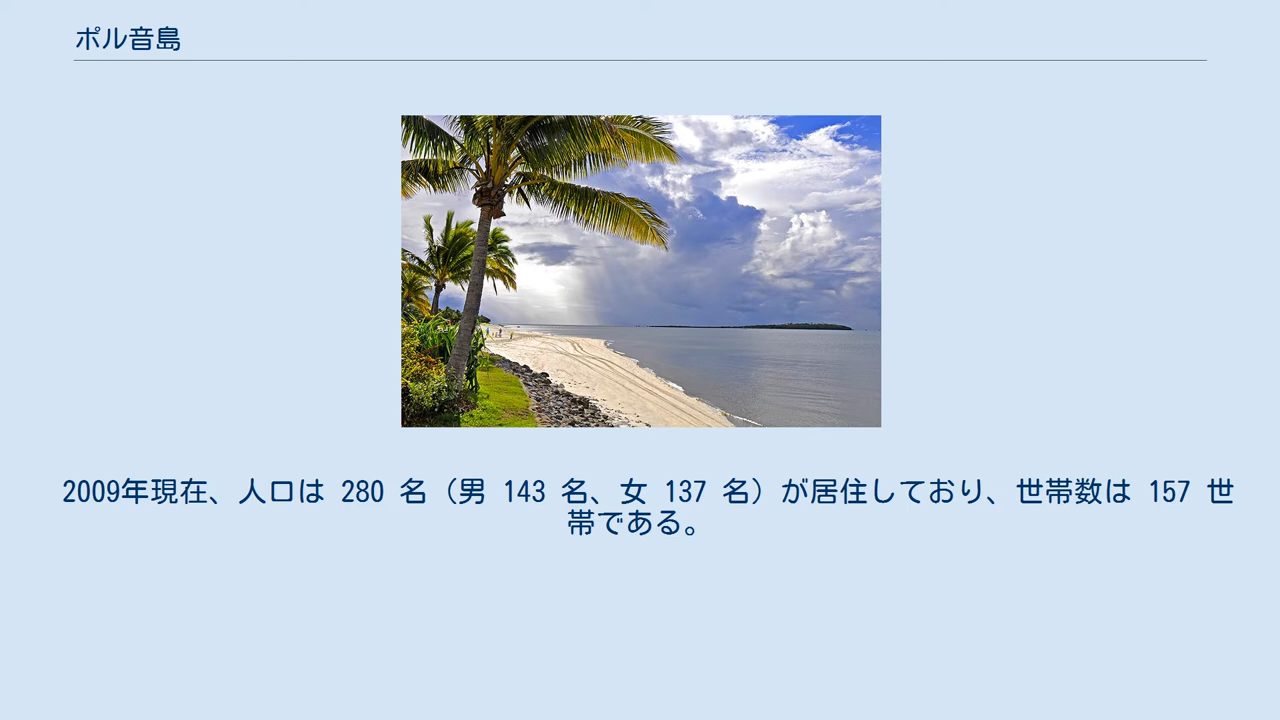 ポル音島
2009年現在、人口は 280 名（男 143 名、女 137 名）が居住しており、世帯数は 157 世
帯である。